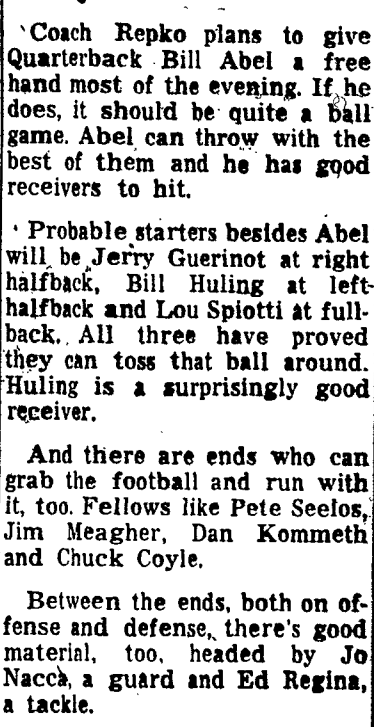 Coach Repko plans to give
Quarterback Bill Abel a free
hand most of the evening. If he
does, it should be quite a ball
game. Abel can throw with the
best of them and he has good
receivers to hit.
Probable starters besides Abel
will be Jerry Guerinot at right
halfback, Bill Huling at left-
halfback and Lou Spiotti at full-
back. All three have proved
they can toss that ball around.
Huling is a surprisingly good
receiver.
And there are ends who can
grab the football and run with
it, too. Fellows like Pete Seelos,
Jim Meagher, Dan Kommeth
and Chuck Coyle.
Between the ends, both on of-
fense and defense, there's good
material, too, headed by Jo
Nacca, a guard and Ed Regina,
a tackle.